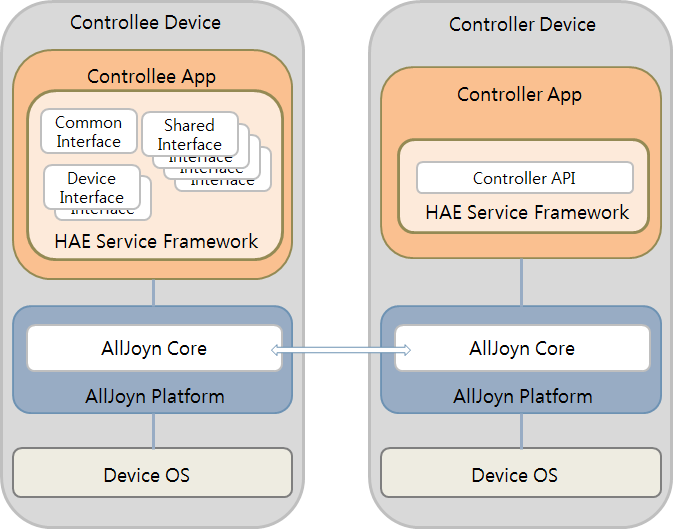 Controllee Device
Controllee App
Common
Interface
Shared
Interface
Interface
Interface
Interface
Device
Interface
Interface
HAE Service Framework
AllJoyn Core
AllJoyn Platform
Device OS
Controller Device
Controller App
Controller API
HAE Service Framework
AllJoyn Core
AllJoyn Platform
Device OS